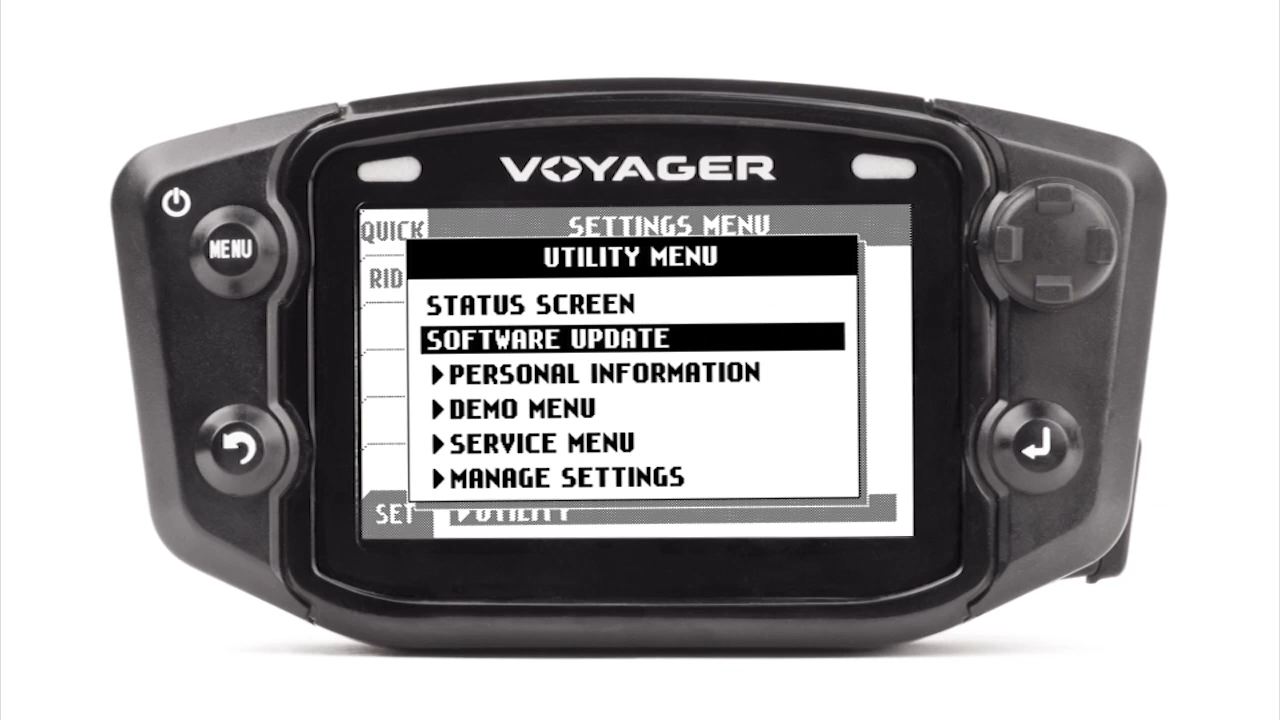 VOYAGER
MENU
QUICK
SETTINGS MENU
RID
UTILITY MENU
STATUS SCREEN
SOFTWARE UPDATE
PERSONAL INFORMATION
DEMO MENU
SERVICE MENU
MANAGE SETTINGS
SET
UTILITY